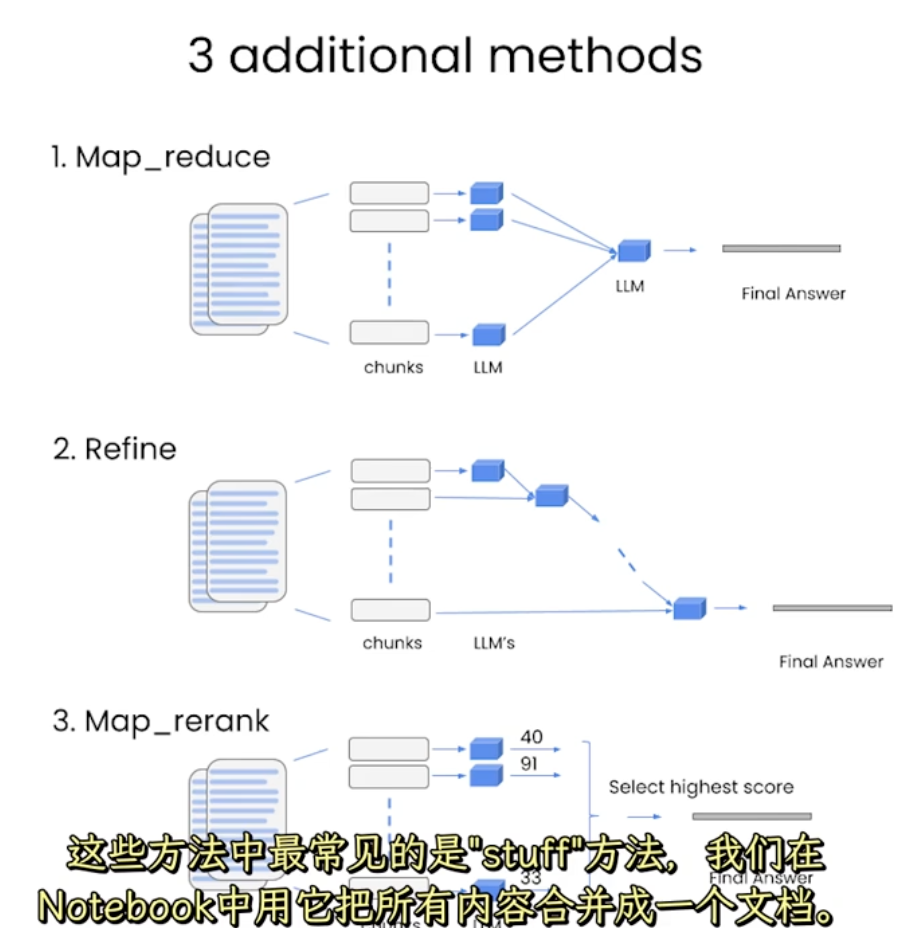 3 additional methods
1. Map_reduce
LLM
Final Answer
chunks LLM
2. Refine
chunks LLM's
Final Answer
3. Map_rerank
40
91
Select highest score
33
Final Answer
这些方法中最常见的是"stuff"方法，我们在
Notebook中用它把所有内容合并成一个文档。
chunks LLM